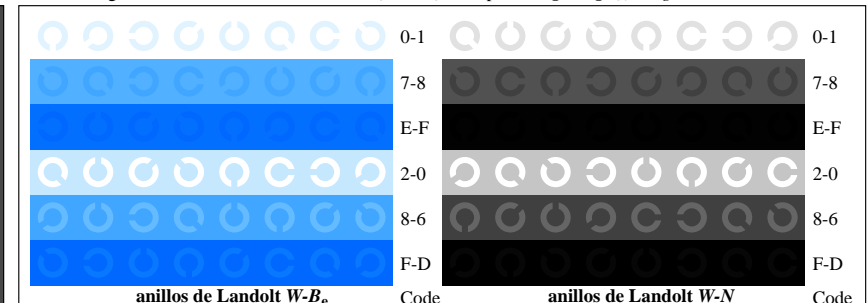 0-1 0-1
7-8 7-8
E-F E-F
2-0 2-0
8-6 8-6
F-D F-D
anillos de Landolt W-Be Code anillos de Landolt W-N Code